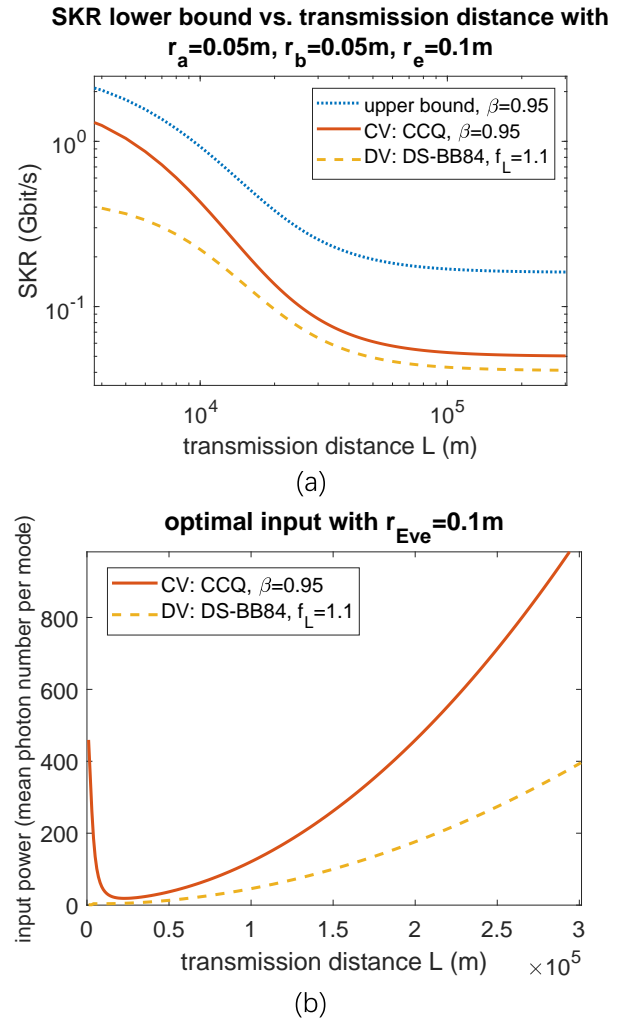 SKR lower bound vs. transmission distance with
r_a=0.05m, r_b=0.05m, r_e=0.1m
upper bound, β=0.95
CV: CCQ, β=0.95
DV: DS-BB84, f_L=1.1
10^0
10^-1
SKR (Gbit/s)
10^4
10^5
transmission distance L (m)
(a)
optimal input with r_Eve=0.1m
CV: CCQ, β=0.95
DV: DS-BB84, f_L=1.1
800
600
400
200
0
input power (mean photon number per mode)
0 0.5 1 1.5 2 2.5 3
transmission distance L (m)
×10^5
(b)